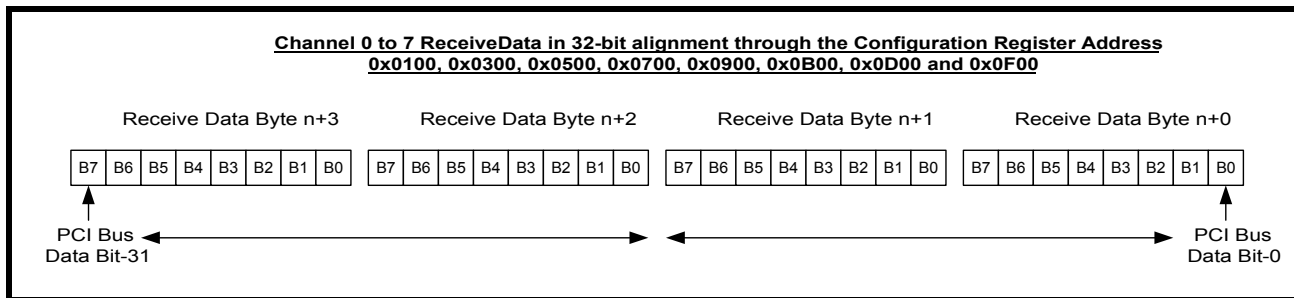 Channel 0 to 7 ReceiveData in 32-bit alignment through the Configuration Register Address
0x0100, 0x0300, 0x0500, 0x0700, 0x0900, 0x0B00, 0x0D00 and 0x0F00
Receive Data Byte n+3 Receive Data Byte n+2 Receive Data Byte n+1 Receive Data Byte n+0
B7 B6 B5 B4 B3 B2 B1 B0 B7 B6 B5 B4 B3 B2 B1 B0 B7 B6 B5 B4 B3 B2 B1 B0 B7 B6 B5 B4 B3 B2 B1 B0
PCI Bus PCI Bus
Data Bit-31 Data Bit-0